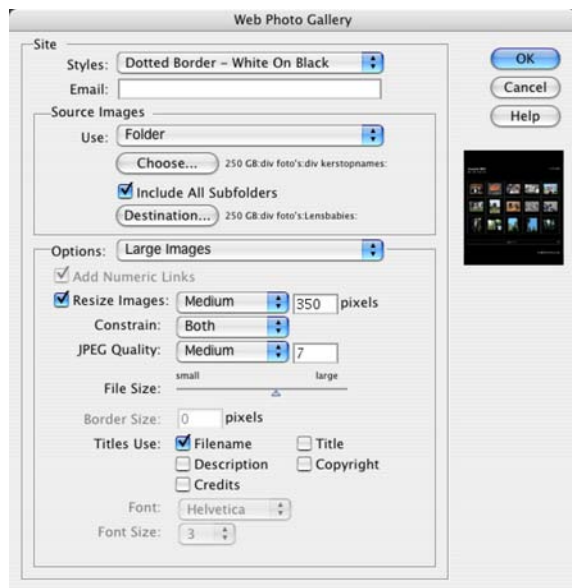 Web Photo Gallery
Site
Styles: Dotted Border – White On Black
OK
Email:
Cancel
Source Images
Help
Use: Folder
Choose... 250 GB:div foto's:div kerstopnames:
Include All Subfolders
Destination... 250 GB:div foto's:Lensbabies:
Options: Large Images
Add Numeric Links
Resize Images: Medium 350 pixels
Constrain: Both
JPEG Quality: Medium 7
small large
File Size:
Border Size: 0 pixels
Titles Use: Filename Title
Description Copyright
Credits
Font: Helvetica
Font Size: 3